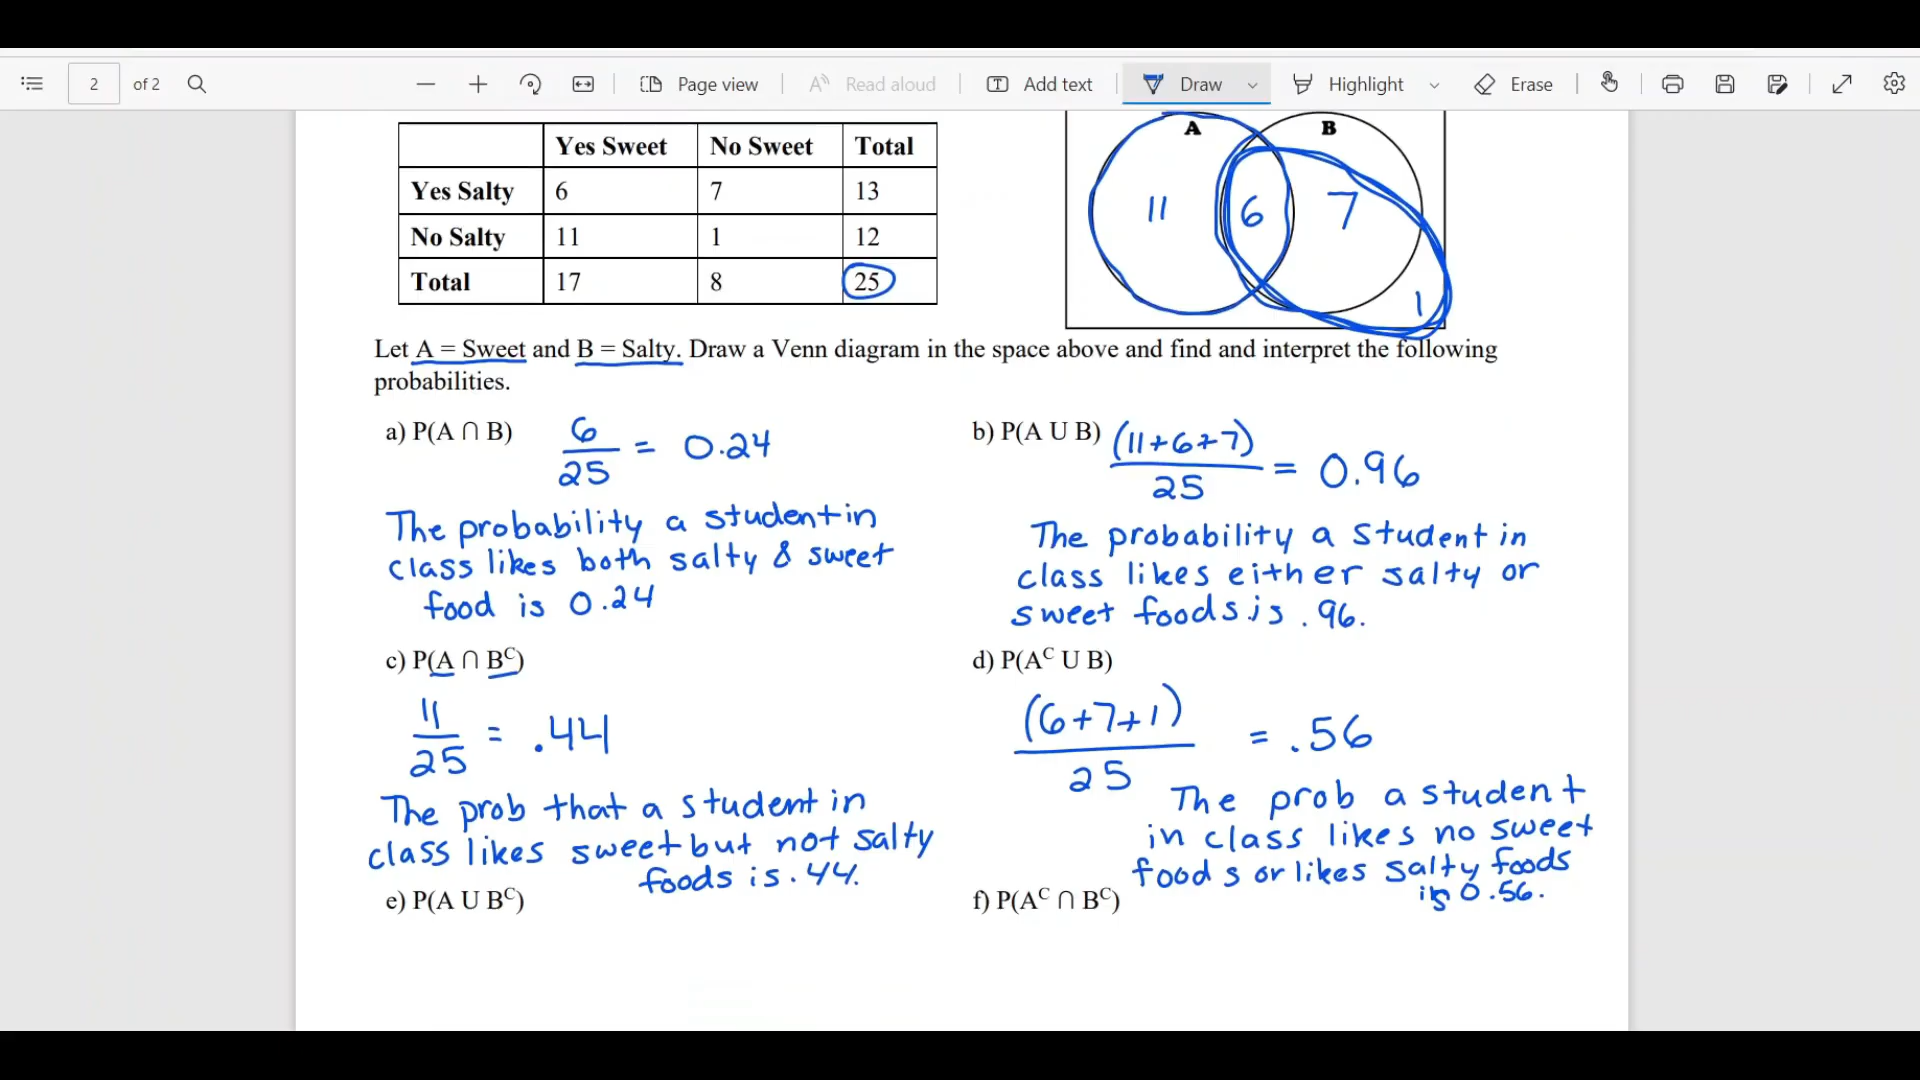 2 of 2 Page view Read aloud Add text Draw Highlight Erase
Yes Sweet No Sweet Total
Yes Salty 6 7 13
No Salty 11 1 12
Total 17 8 25
A B
11 6 7
1
Let A = Sweet and B = Salty. Draw a Venn diagram in the space above and find and interpret the following
probabilities.
a) P(A ∩ B) 6/25 = 0.24
The probability a student in
class likes both salty & sweet
food is 0.24
b) P(A U B) (11+6+7)/25 = 0.96
The probability a student in
class likes either salty or
sweet foods is .96.
c) P(A ∩ Bᶜ)
11/25 = .44
The prob that a student in
class likes sweet but not salty
foods is .44.
d) P(Aᶜ U B)
(6+7+1)/25 = .56
The prob a student
in class likes no sweet
foods or likes salty foods
is 0.56.
e) P(A U Bᶜ)
f) P(Aᶜ ∩ Bᶜ)